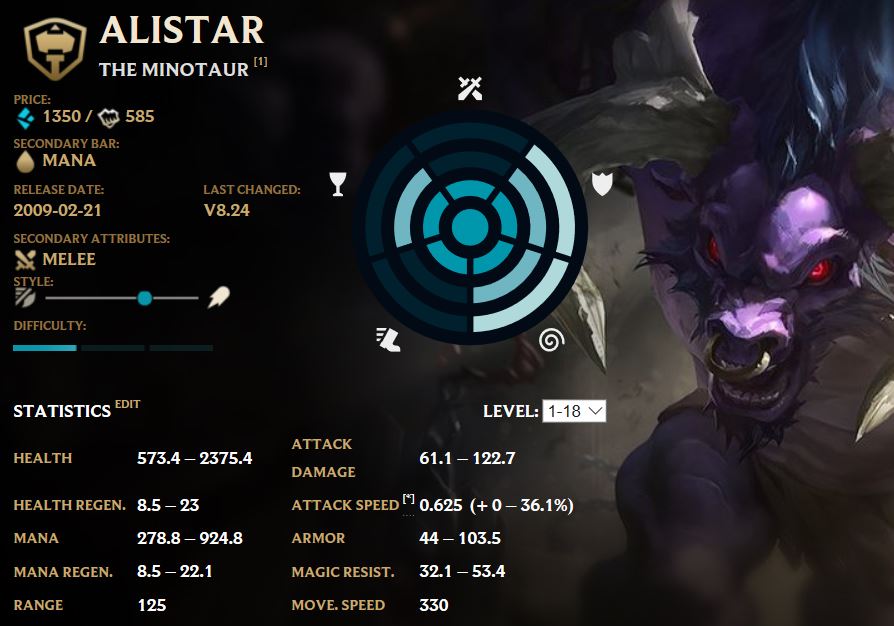 ALISTAR
THE MINOTAUR [1]
PRICE:
1350 / 585
SECONDARY BAR:
MANA
RELEASE DATE: LAST CHANGED:
2009-02-21 V8.24
SECONDARY ATTRIBUTES:
MELEE
STYLE:
DIFFICULTY:
STATISTICS EDIT LEVEL: 1-18
HEALTH 573.4 – 2375.4 ATTACK DAMAGE 61.1 – 122.7
HEALTH REGEN. 8.5 – 23 ATTACK SPEED [*] 0.625 (+ 0 – 36.1%)
MANA 278.8 – 924.8 ARMOR 44 – 103.5
MANA REGEN. 8.5 – 22.1 MAGIC RESIST. 32.1 – 53.4
RANGE 125 MOVE. SPEED 330